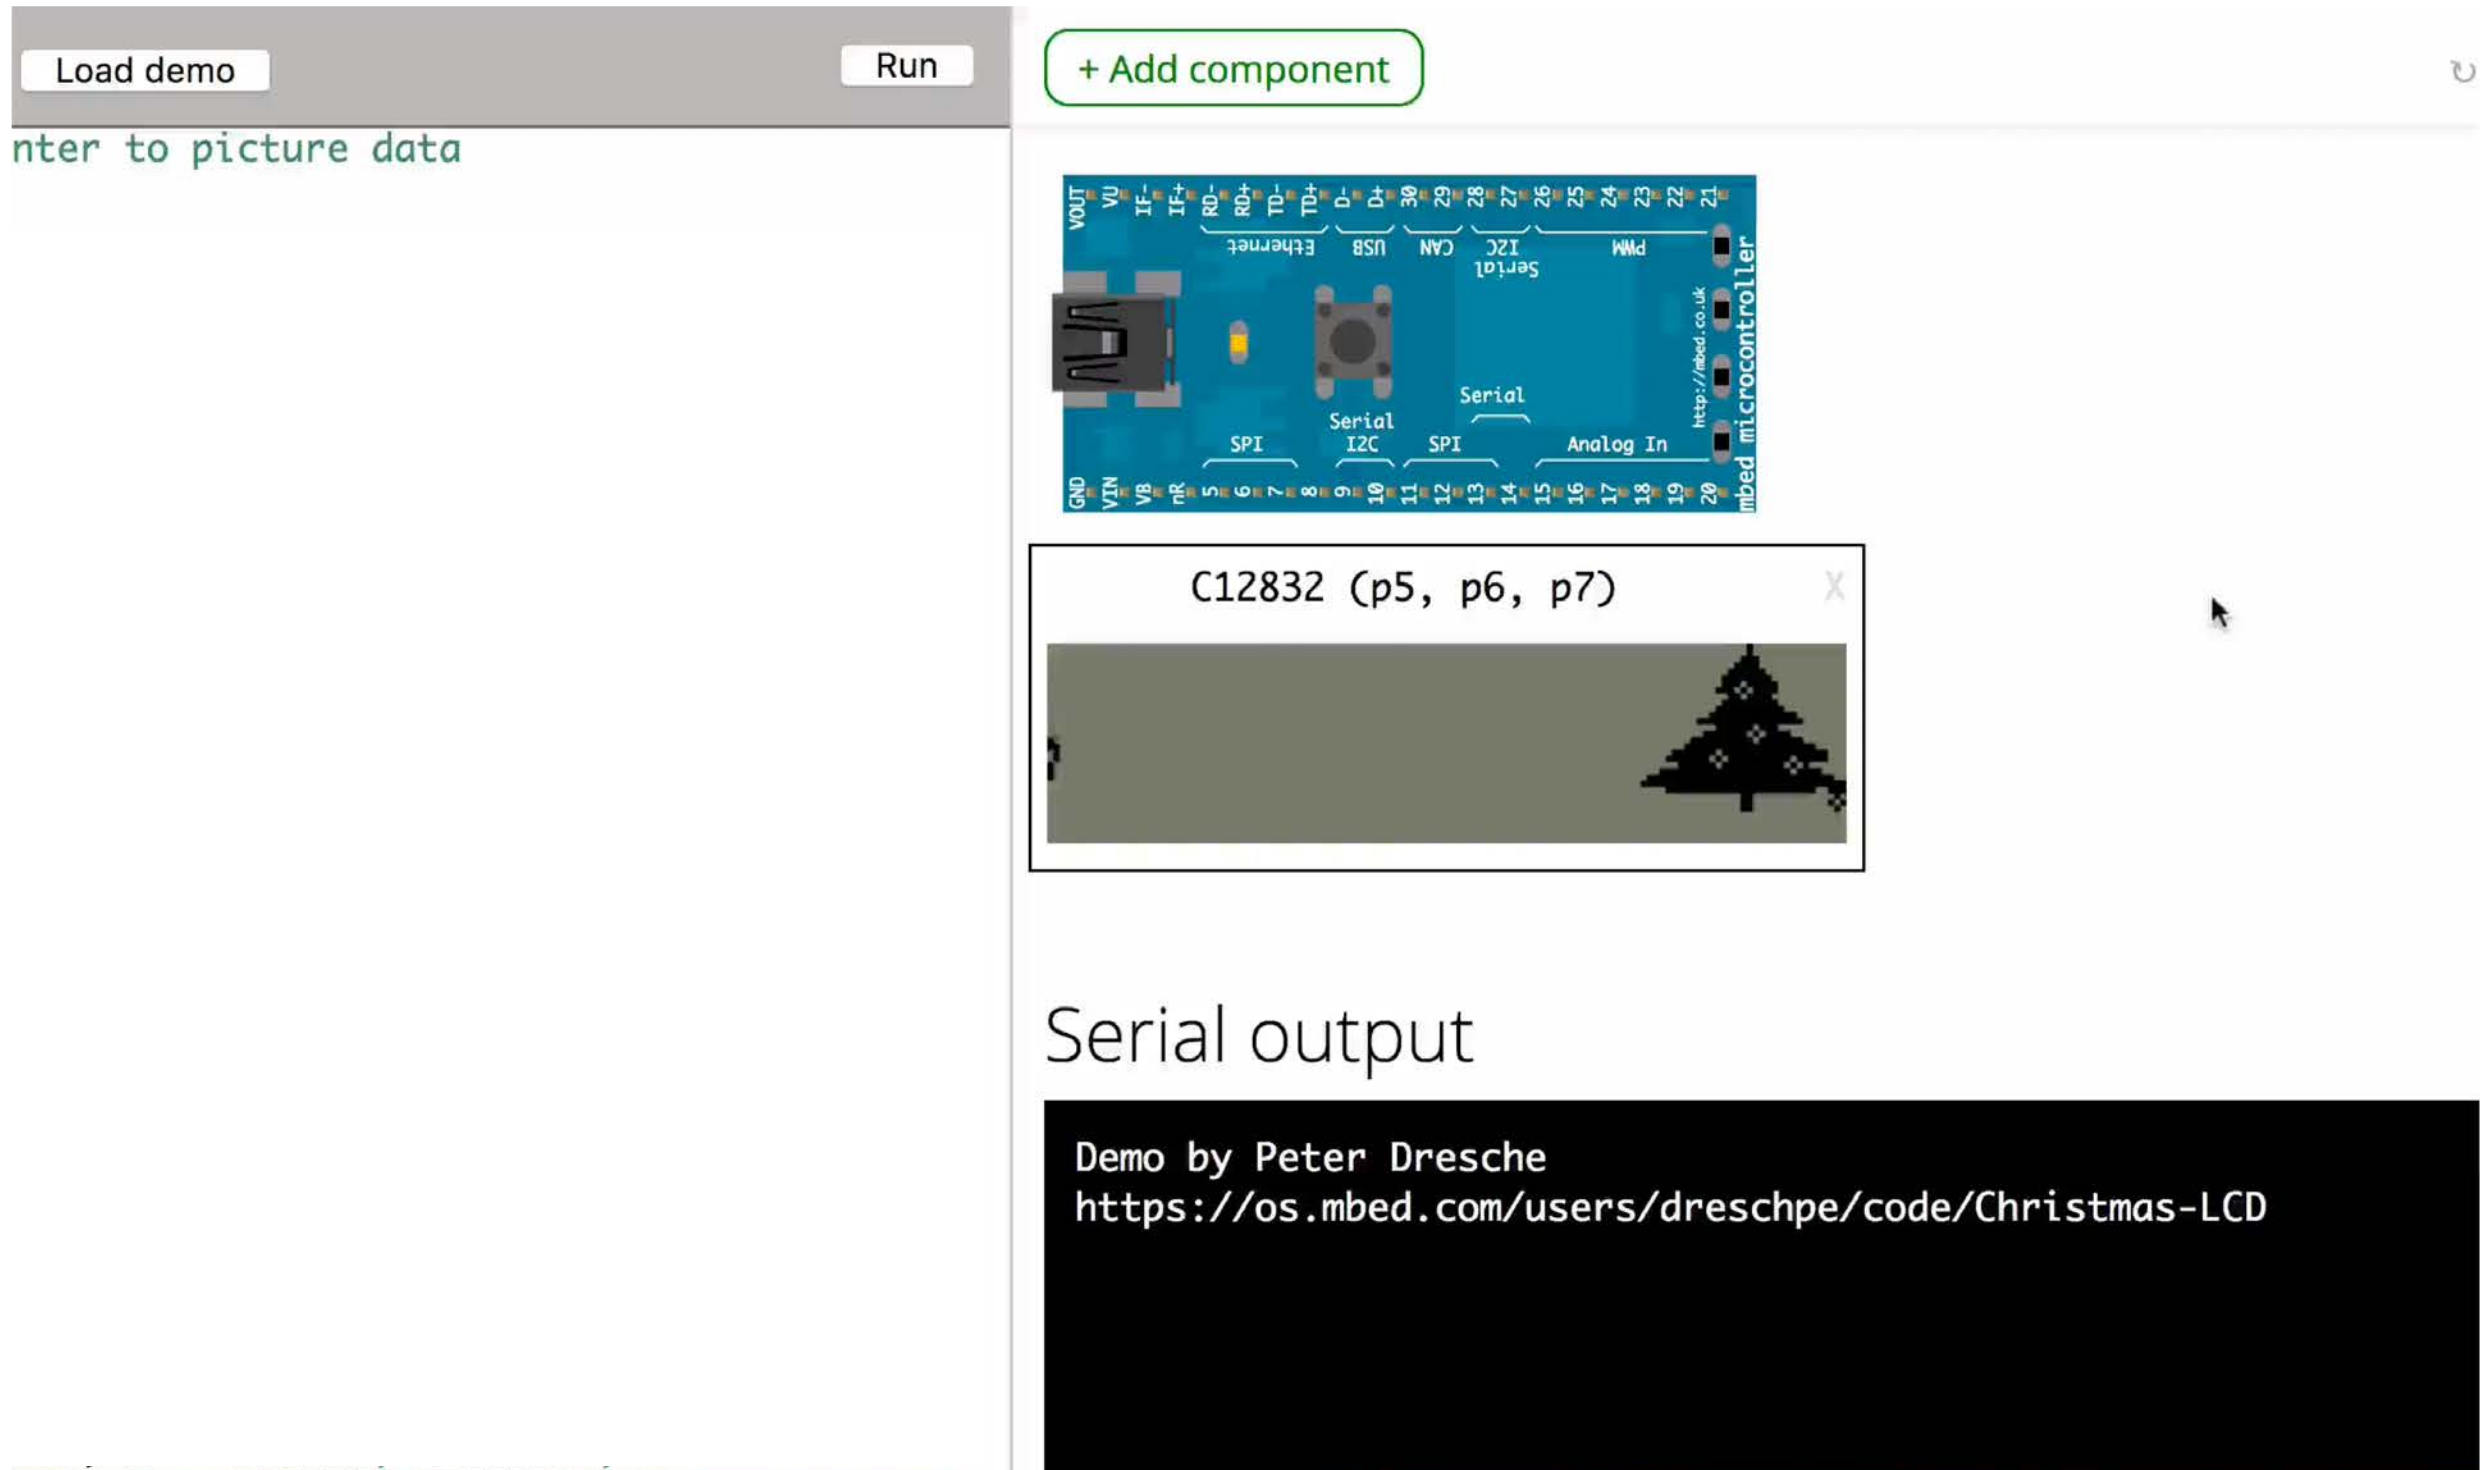 Load demo
Run
+ Add component
nter to picture data
VOUT VU IF- IF+ RD- RD+ TD- TD+ D- D+ 30 29 28 27 26 25 24 23 22 21
Ethernet USB CAN I2C PWM
Serial
http://mbed.co.uk
mbed microcontroller
Serial
Serial
SPI I2C SPI Analog In
GND VIN VB nR 5 6 7 8 9 10 11 12 13 14 15 16 17 18 19 20
C12832 (p5, p6, p7)
X
Serial output
Demo by Peter Dresche
https://os.mbed.com/users/dreschpe/code/Christmas-LCD